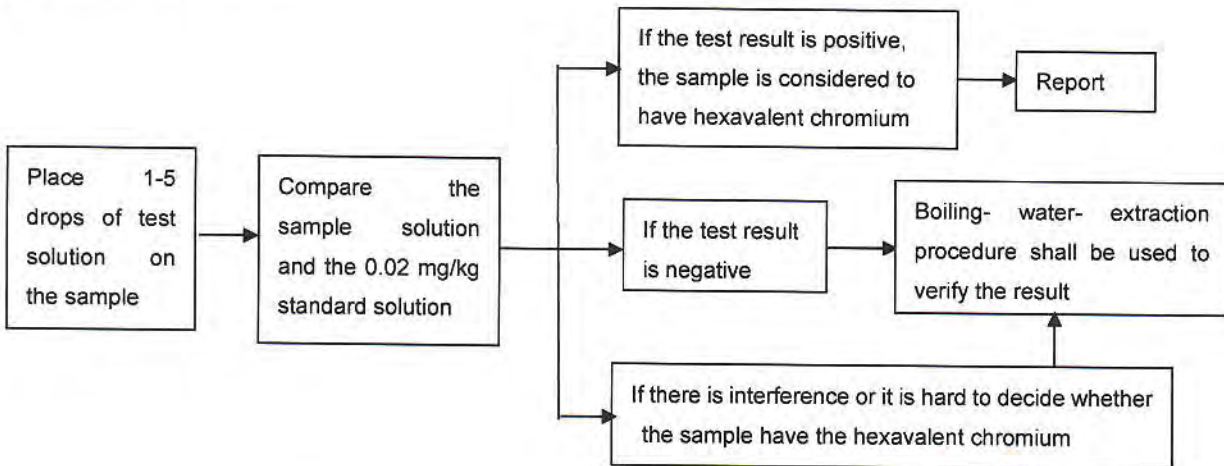 Place 1-5
drops of test
solution on
the sample
Compare the
sample solution
and the 0.02 mg/kg
standard solution
If the test result is positive,
the sample is considered to
have hexavalent chromium
Report
If the test result
is negative
Boiling- water- extraction
procedure shall be used to
verify the result
If there is interference or it is hard to decide whether
the sample have the hexavalent chromium